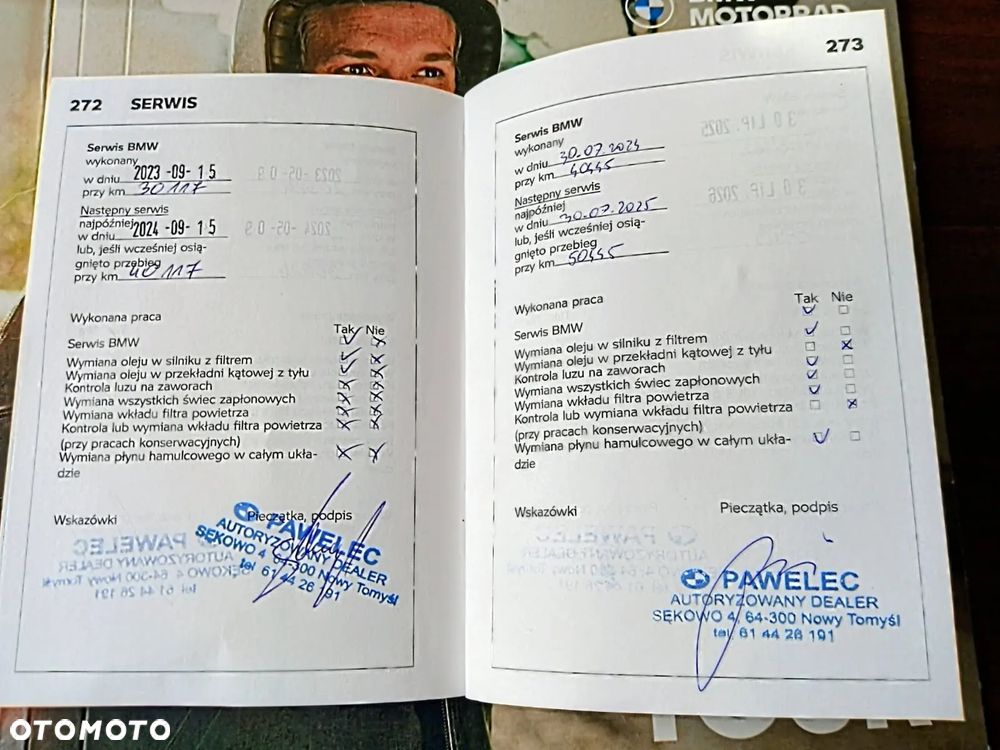 BMW
MOTORRAD
272 SERWIS
Serwis BMW
wykonany
w dniu 2023-09-15
przy km 30117
Następny serwis
najpóźniej
w dniu 2024-09-15
lub, jeśli wcześniej osią-
gnięto przebieg
przy km 40117
Wykonana praca
Tak Nie
Serwis BMW
Wymiana oleju w silniku z filtrem
Wymiana oleju w przekładni kątowej z tyłu
Kontrola luzu na zaworach
Wymiana wszystkich świec zapłonowych
Wymiana wkładu filtra powietrza
Kontrola lub wymiana wkładu filtra powietrza
(przy pracach konserwacyjnych)
Wymiana płynu hamulcowego w całym ukła-
dzie
Wskazówki
Pieczątka, podpis
PAWELEC
AUTORYZOWANY DEALER
SĘKOWO 4, 64-300 Nowy Tomyśl
tel. 61 44 26 191
273
Serwis BMW
wykonany
w dniu 30.07.2024
przy km 40445
Następny serwis
najpóźniej
w dniu 30.07.2025
lub, jeśli wcześniej osią-
gnięto przebieg
przy km 50445
Wykonana praca
Tak Nie
Serwis BMW
Wymiana oleju w silniku z filtrem
Wymiana oleju w przekładni kątowej z tyłu
Kontrola luzu na zaworach
Wymiana wszystkich świec zapłonowych
Wymiana wkładu filtra powietrza
Kontrola lub wymiana wkładu filtra powietrza
(przy pracach konserwacyjnych)
Wymiana płynu hamulcowego w całym ukła-
dzie
Wskazówki
Pieczątka, podpis
PAWELEC
AUTORYZOWANY DEALER
SĘKOWO 4, 64-300 Nowy Tomyśl
tel. 61 44 26 191
OTOMOTO